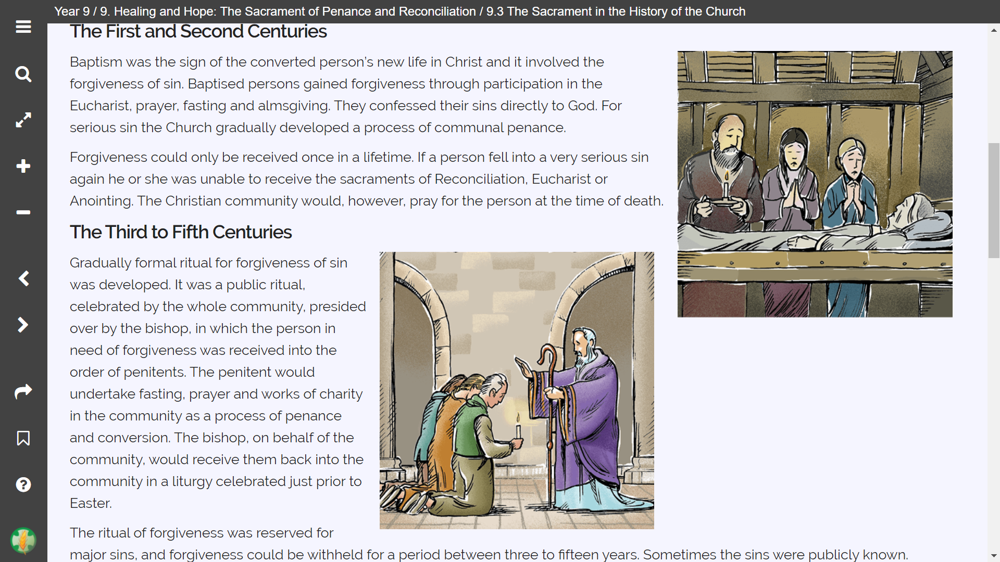 Year 9 / 9. Healing and Hope: The Sacrament of Penance and Reconciliation / 9.3 The Sacrament in the History of the Church
The First and Second Centuries
Baptism was the sign of the converted person’s new life in Christ and it involved the
forgiveness of sin. Baptised persons gained forgiveness through participation in the
Eucharist, prayer, fasting and almsgiving. They confessed their sins directly to God. For
serious sin the Church gradually developed a process of communal penance.
Forgiveness could only be received once in a lifetime. If a person fell into a very serious sin
again he or she was unable to receive the sacraments of Reconciliation, Eucharist or
Anointing. The Christian community would, however, pray for the person at the time of death.
The Third to Fifth Centuries
Gradually formal ritual for forgiveness of sin
was developed. It was a public ritual,
celebrated by the whole community, presided
over by the bishop, in which the person in
need of forgiveness was received into the
order of penitents. The penitent would
undertake fasting, prayer and works of charity
in the community as a process of penance
and conversion. The bishop, on behalf of the
community, would receive them back into the
community in a liturgy celebrated just prior to
Easter.
The ritual of forgiveness was reserved for
major sins, and forgiveness could be withheld for a period between three to fifteen years. Sometimes the sins were publicly known.